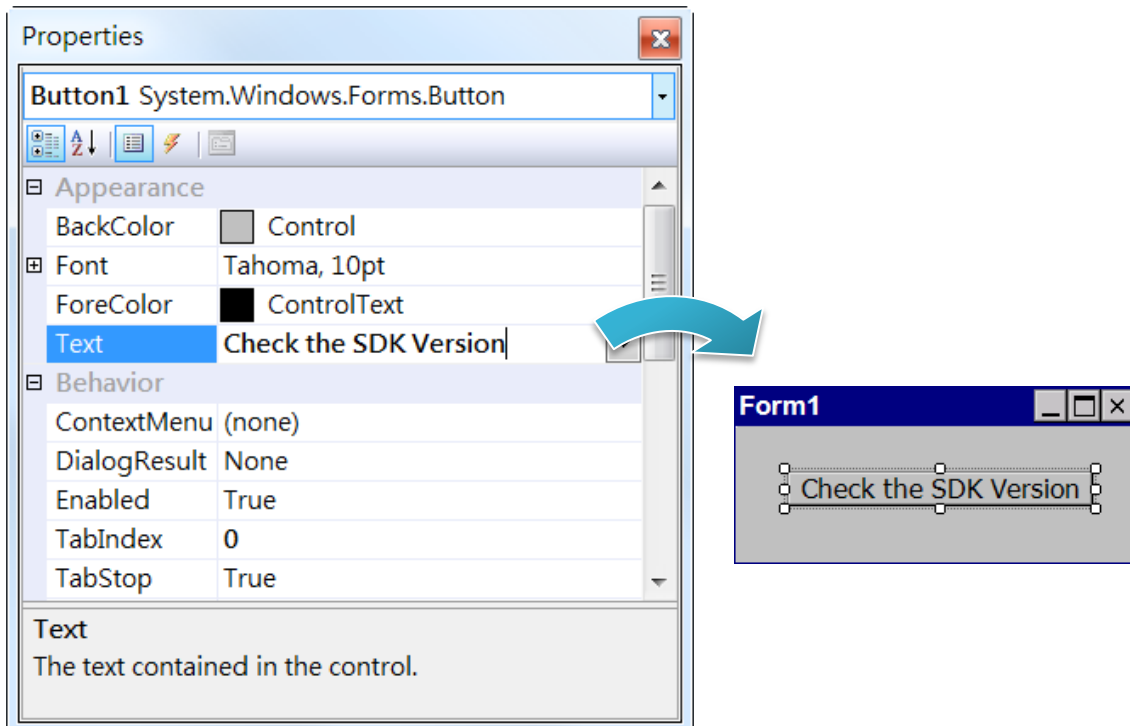 Properties
Button1 System.Windows.Forms.Button
Appearance
BackColor Control
Font Tahoma, 10pt
ForeColor ControlText
Text Check the SDK Version
Behavior
ContextMenu (none)
DialogResult None
Enabled True
TabIndex 0
TabStop True
Text
The text contained in the control.
Form1
Check the SDK Version